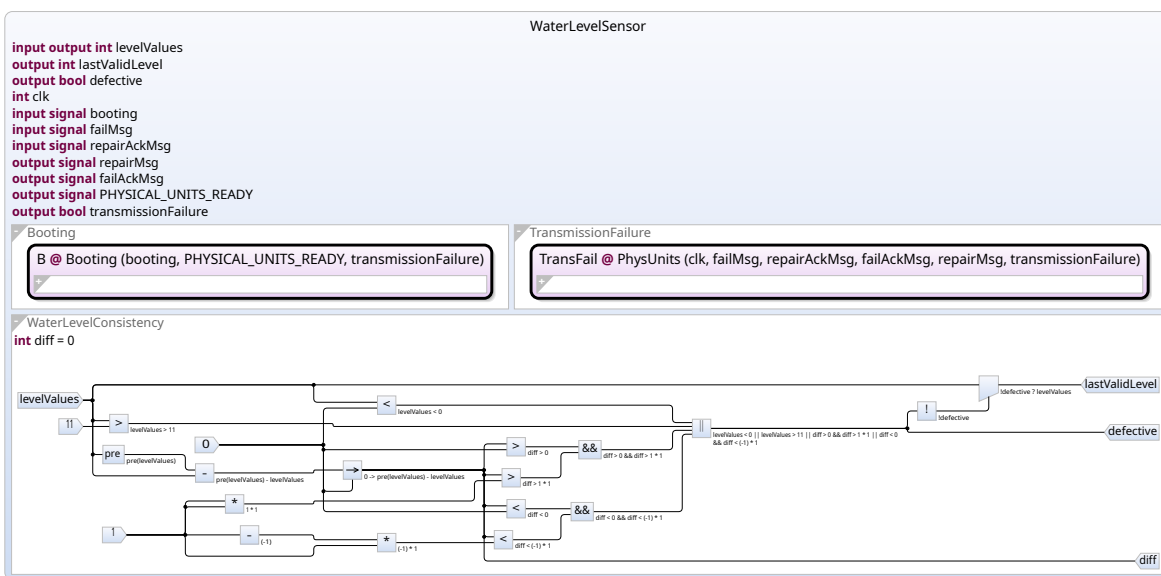 WaterLevelSensor
input output int levelValues
output int lastValidLevel
output bool defective
int clk
input signal booting
input signal failMsg
input signal repairAckMsg
output signal repairMsg
output signal failAckMsg
output signal PHYSICAL_UNITS_READY
output bool transmissionFailure
- Booting
B @ Booting (booting, PHYSICAL_UNITS_READY, transmissionFailure)
+
- TransmissionFailure
TransFail @ PhysUnits (clk, failMsg, repairAckMsg, failAckMsg, repairMsg, transmissionFailure)
+
- WaterLevelConsistency
int diff = 0
levelValues
11
>
levelValues > 11
pre
pre(levelValues)
0
-
pre(levelValues) - levelValues
<
levelValues < 0
->
0 -> pre(levelValues) - levelValues
1
*
1 * 1
-
(-1)
*
(-1) * 1
>
diff > 0
>
diff > 1 * 1
&&
diff > 0 && diff > 1 * 1
<
diff < 0
<
diff < (-1) * 1
&&
diff < 0 && diff < (-1) * 1
||
levelValues < 0 || levelValues > 11 || diff > 0 && diff > 1 * 1 || diff < 0
&& diff < (-1) * 1
!
!defective
!defective ? levelValues
lastValidLevel
defective
diff